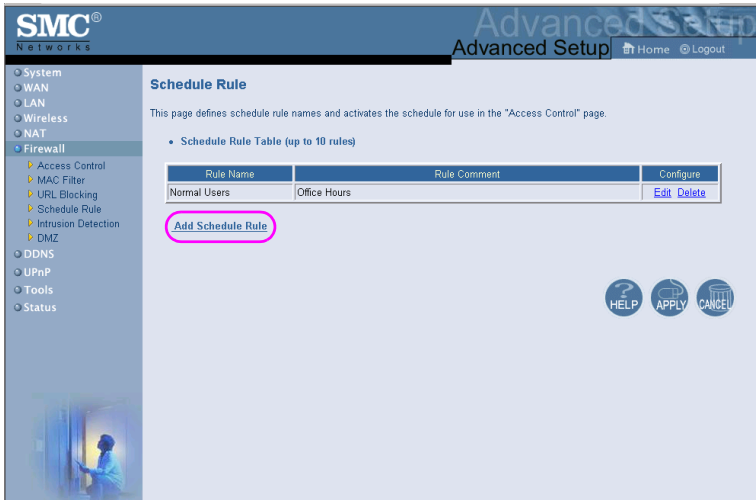 SMC®
Networks
Advanced Setup
Advanced Setup
Home Logout
System
WAN
LAN
Wireless
NAT
Firewall
Access Control
MAC Filter
URL Blocking
Schedule Rule
Intrusion Detection
DMZ
DDNS
UPnP
Tools
Status
Schedule Rule
This page defines schedule rule names and activates the schedule for use in the "Access Control" page.
Schedule Rule Table (up to 10 rules)
Rule Name Rule Comment Configure
Normal Users Office Hours Edit Delete
Add Schedule Rule
HELP APPLY CANCEL